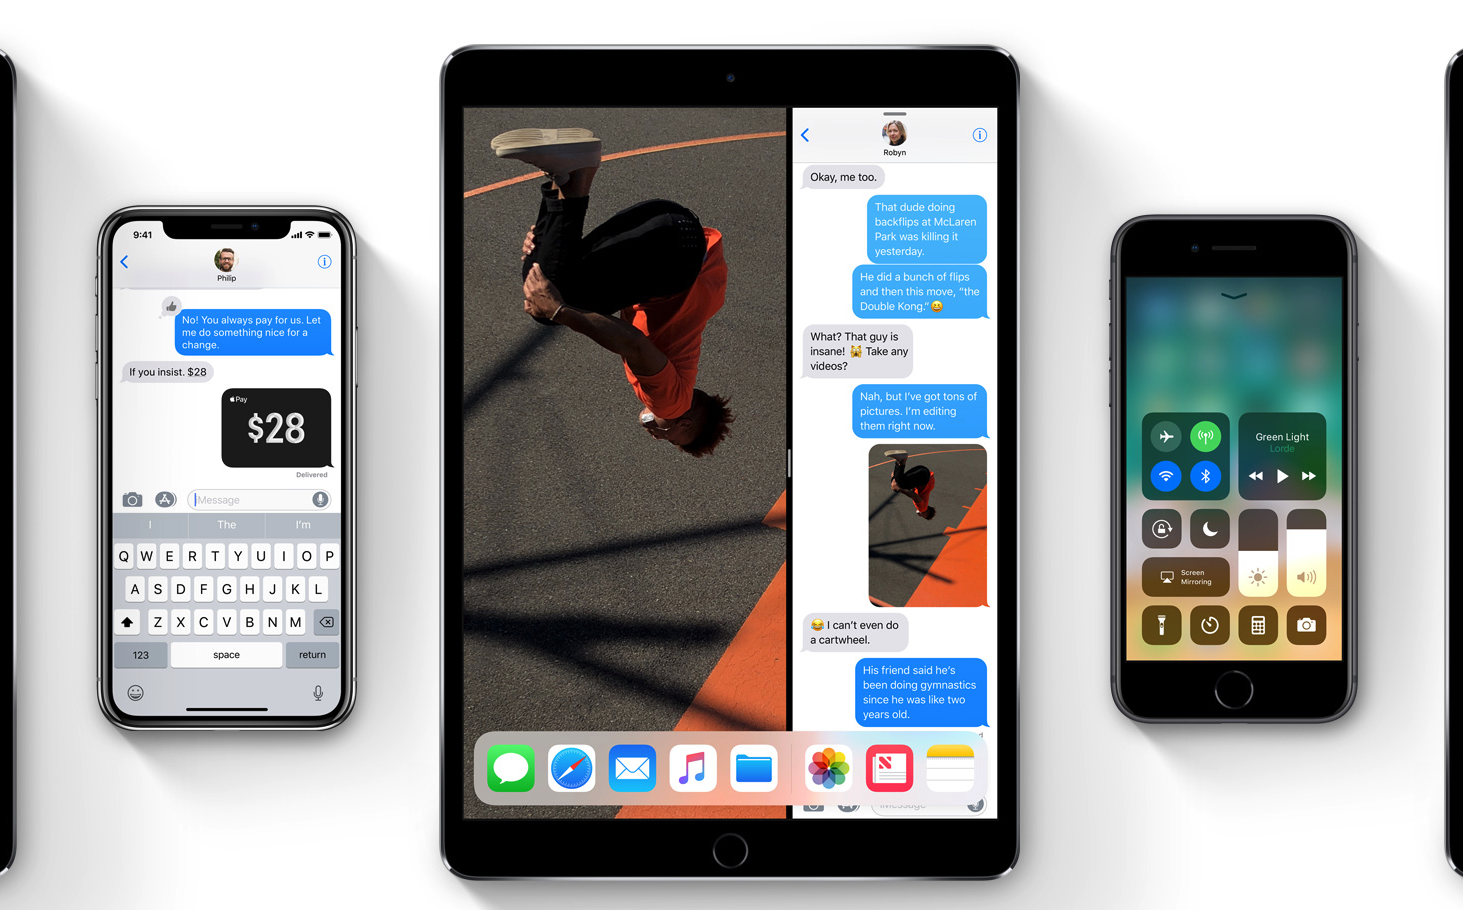 9:41
Philip
No! You always pay for us. Let
me do something nice for a
change.
If you insist. $28
Pay
$28
Delivered
Message
I The I'm
Q W E R T Y U I O P
A S D F G H J K L
Z X C V B N M
123 space return
Robyn
Okay, me too.
That dude doing
backflips at McLaren
Park was killing it
yesterday.
He did a bunch of flips
and then this move, “the
Double Kong.” 😄
What? That guy is
insane! 🙀 Take any
videos?
Nah, but I've got tons of
pictures. I'm editing
them right now.
😂 I can't even do
a cartwheel.
His friend said he's
been doing gymnastics
since he was like two
years old.
iMessage
Green Light
Lorde
Screen
Mirroring